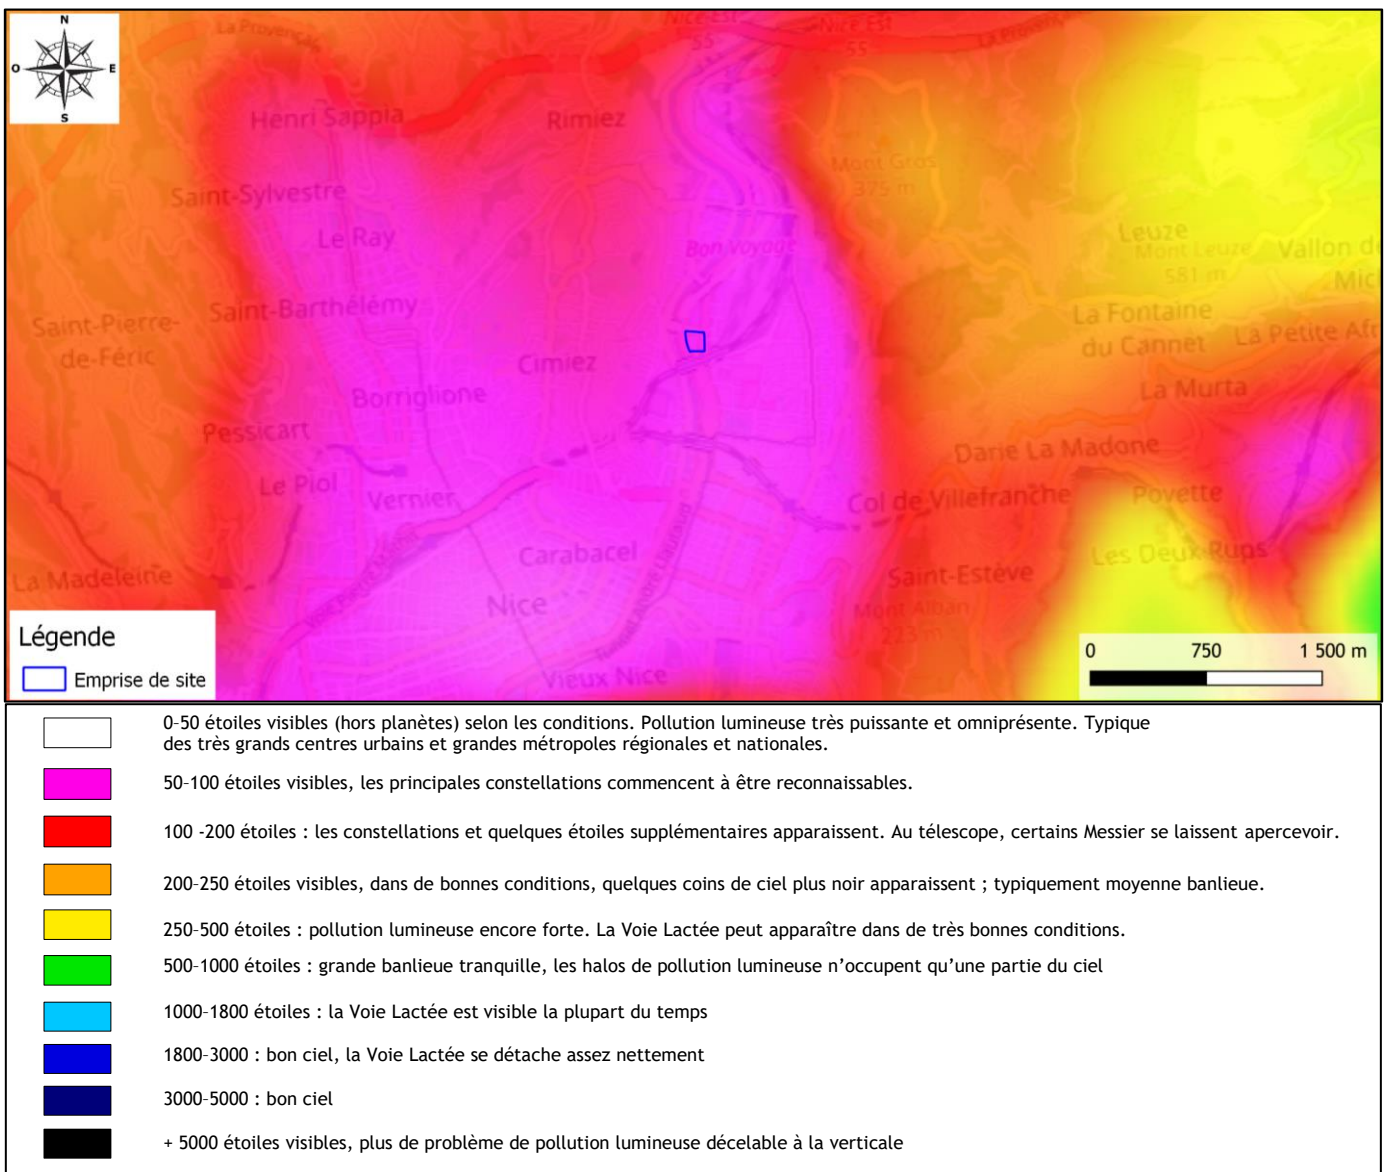 N
O
E
S
La Provençale
Nice-Est
55
Nice Est
55
La Provençale
Henri Sappia
Rimiez
Mont Gros
375 m
Saint-Sylvestre
Le Ray
Bon Voyage
Leuze
Mont Leuze
581 m
Vallon de
Mich
Saint-Barthélémy
Saint-Pierre-
de-Féric
La Fontaine
du Cannet
La Petite Afr
Cimiez
La Murta
Borriglione
Pessicart
Darie La Madone
Le Piol
Vernier
Col de Villefranche
Povette
Carabacel
Les Deux Rups
La Madeleine
Saint-Estève
Nice
Mont Alban
223 m
Vieux Nice
Légende
Emprise de site
0 750 1 500 m
0-50 étoiles visibles (hors planètes) selon les conditions. Pollution lumineuse très puissante et omniprésente. Typique
des très grands centres urbains et grandes métropoles régionales et nationales.
50-100 étoiles visibles, les principales constellations commencent à être reconnaissables.
100 -200 étoiles : les constellations et quelques étoiles supplémentaires apparaissent. Au télescope, certains Messier se laissent apercevoir.
200-250 étoiles visibles, dans de bonnes conditions, quelques coins de ciel plus noir apparaissent ; typiquement moyenne banlieue.
250-500 étoiles : pollution lumineuse encore forte. La Voie Lactée peut apparaître dans de très bonnes conditions.
500-1000 étoiles : grande banlieue tranquille, les halos de pollution lumineuse n’occupent qu’une partie du ciel
1000-1800 étoiles : la Voie Lactée est visible la plupart du temps
1800-3000 : bon ciel, la Voie Lactée se détache assez nettement
3000-5000 : bon ciel
+ 5000 étoiles visibles, plus de problème de pollution lumineuse décelable à la verticale